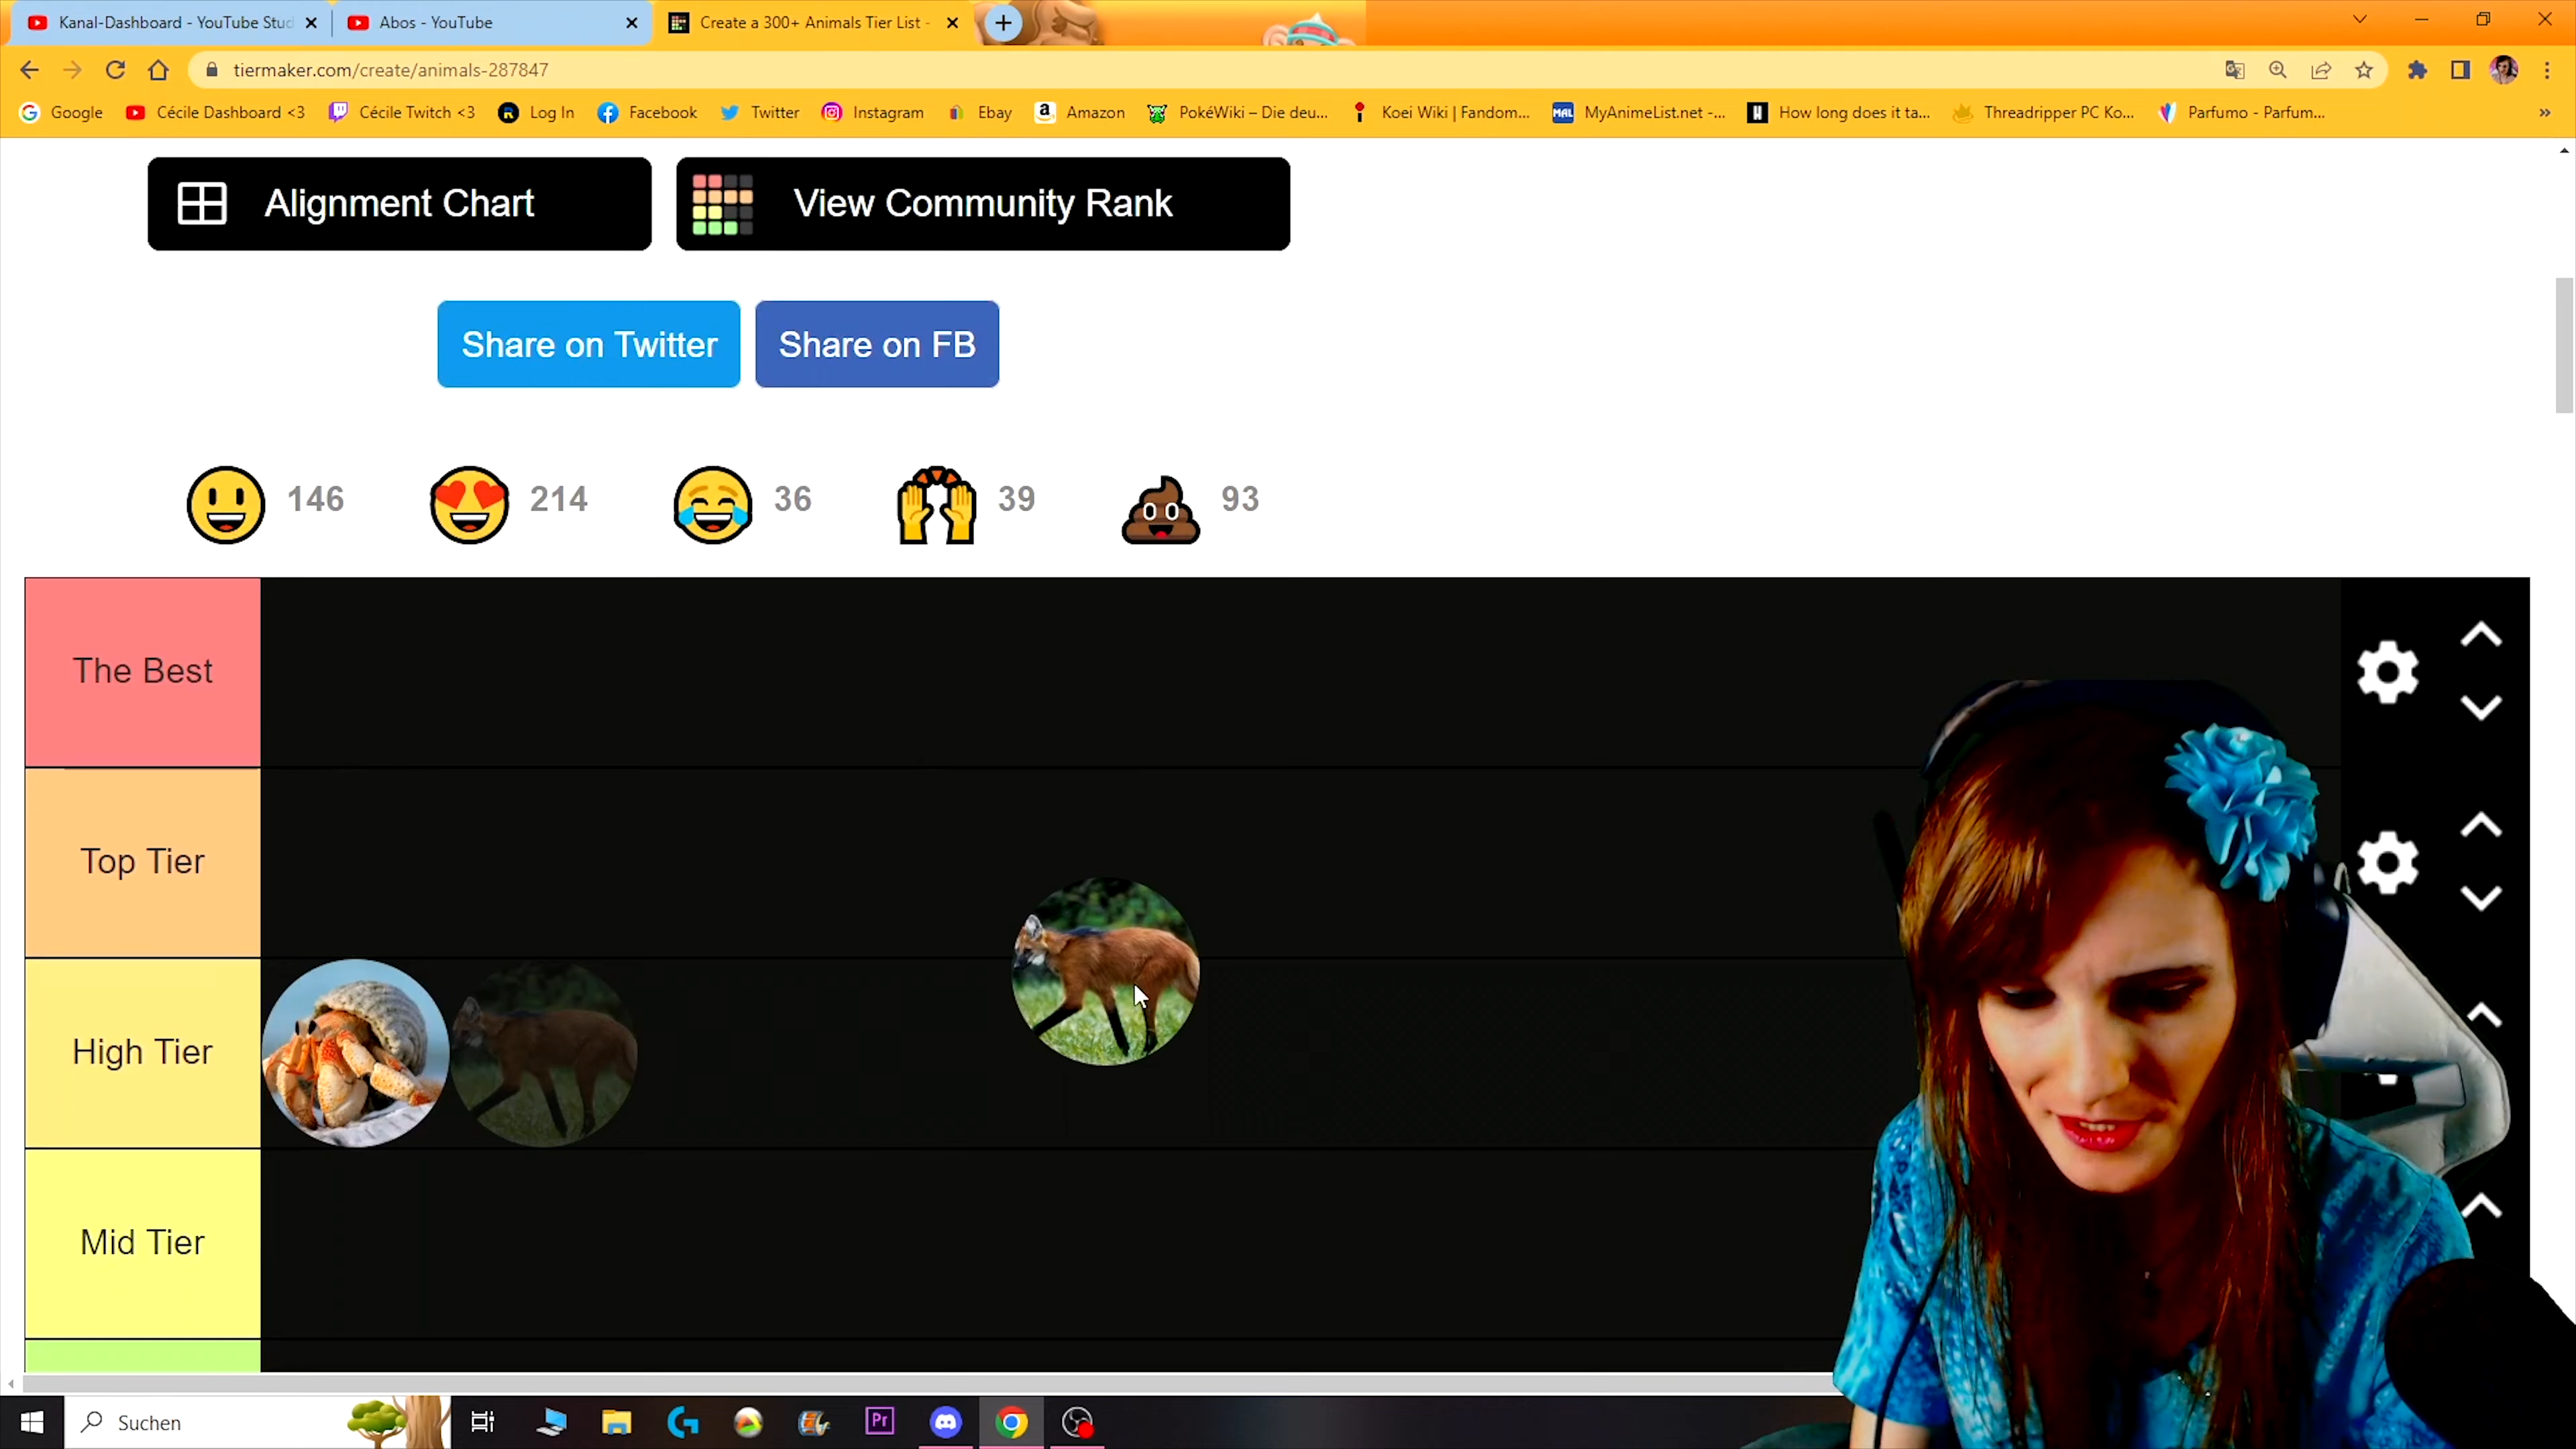 Kanal-Dashboard - YouTube Stud
Abos - YouTube
Create a 300+ Animals Tier List -
tiermaker.com/create/animals-287847
Google
Cécile Dashboard <3
Cécile Twitch <3
Log In
Facebook
Twitter
Instagram
Ebay
Amazon
PokéWiki – Die deu...
Koei Wiki | Fandom...
MAL
MyAnimeList.net -...
H
How long does it ta...
Threadripper PC Ko...
Parfumo - Parfum...
Alignment Chart
View Community Rank
Share on Twitter
Share on FB
146
214
36
39
93
The Best
Top Tier
High Tier
Mid Tier
Suchen
Pr